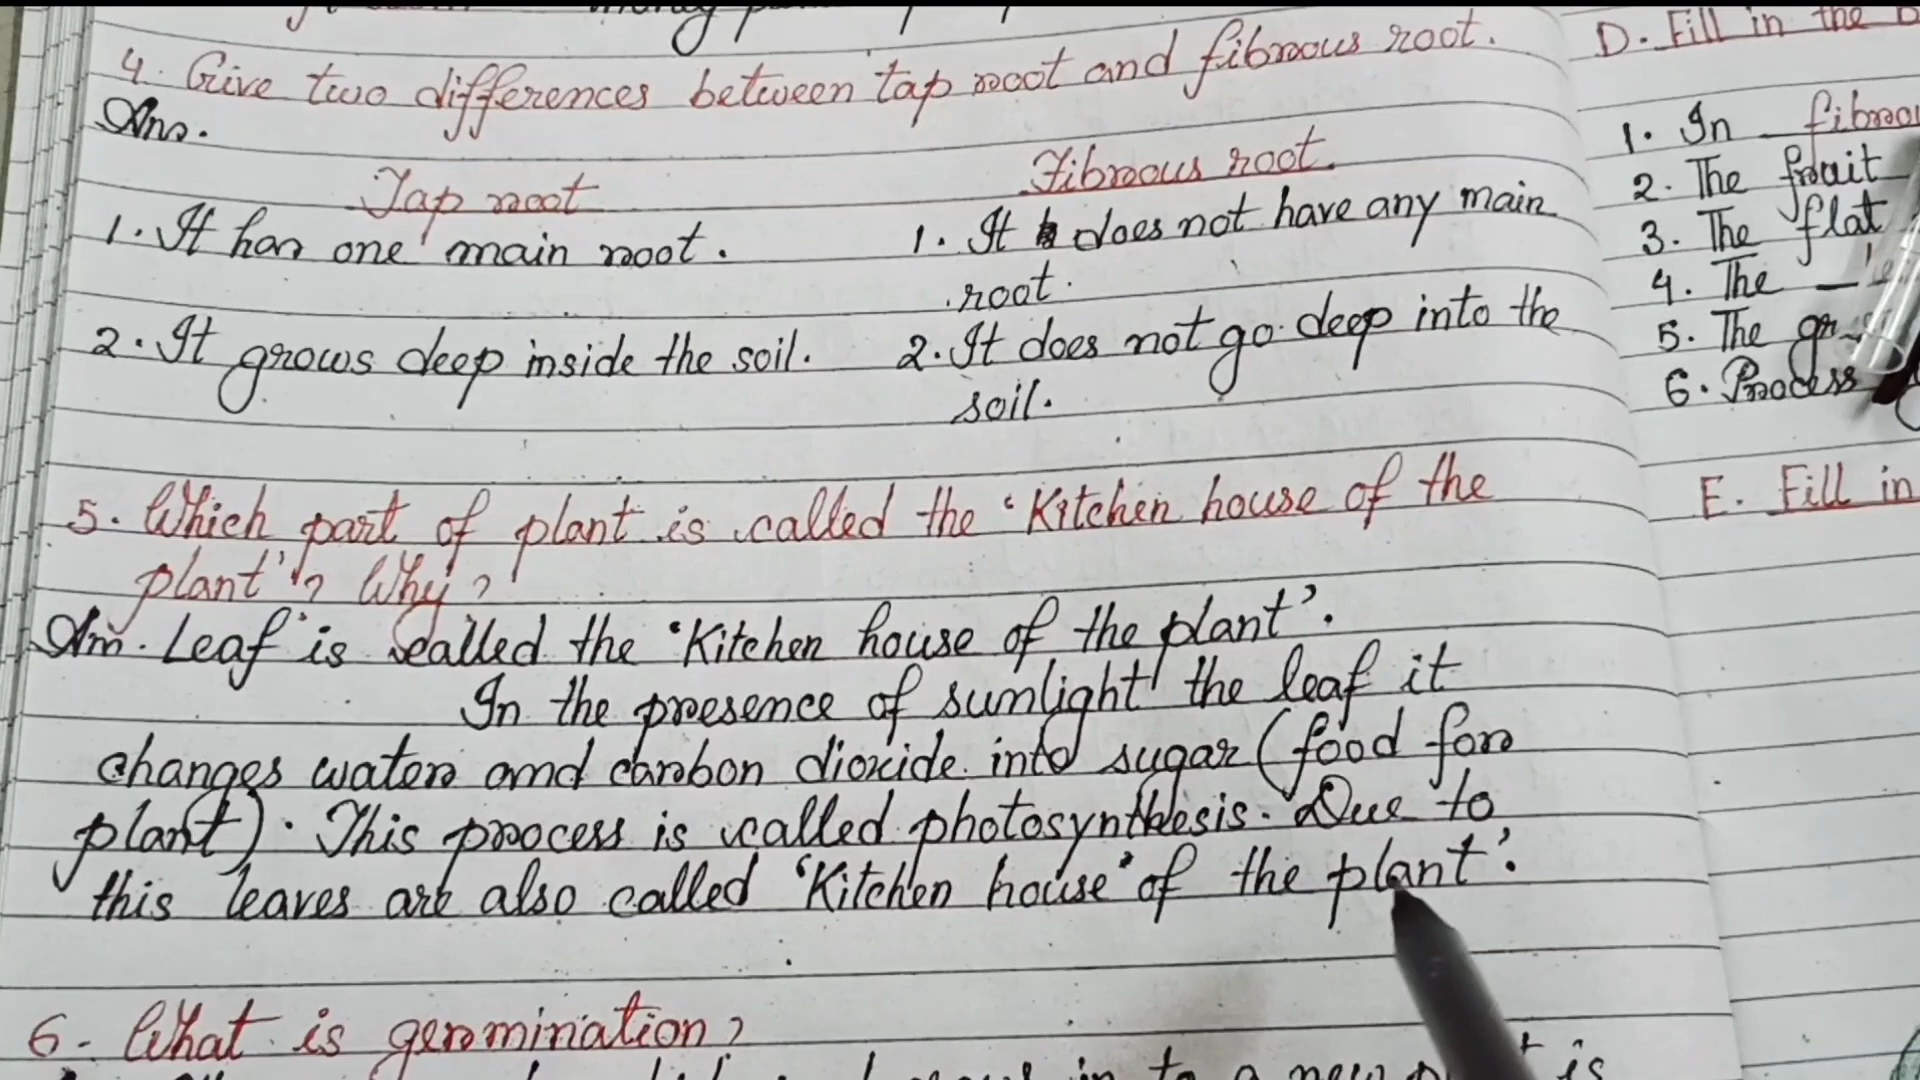 4. Give two differences between tap root and fibrous root.
Ans.
Tap root
Fibrous root.
1. It has one main root.
1. It does not have any main
root.
2. It grows deep inside the soil.
2. It does not go deep into the
soil.
5. Which part of plant is called the 'Kitchen house of the
plant'? Why?
Ans. Leaf is called the 'Kitchen house of the plant'.
In the presence of sunlight the leaf it
changes water and carbon dioxide into sugar (food for
plant). This process is called photosynthesis. Due to
this leaves are also called 'Kitchen house' of the plant'.
6. What is germination?
D. Fill in the
1. In
2. The fruit
3. The flat
4. The
5. The
6. Process
E. Fill in